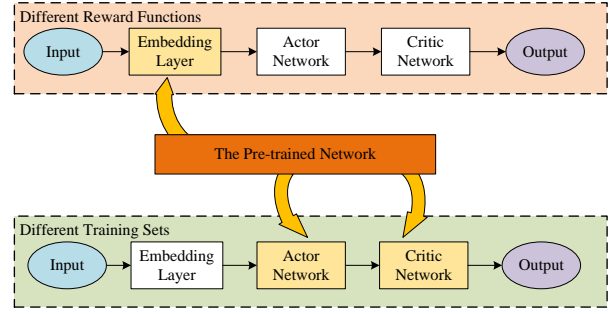 Different Reward Functions
Input
Embedding
Layer
Actor
Network
Critic
Network
Output
The Pre-trained Network
Different Training Sets
Input
Embedding
Layer
Actor
Network
Critic
Network
Output